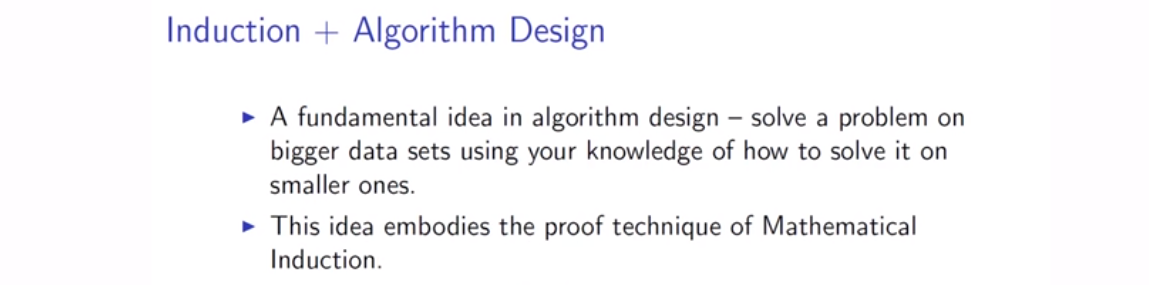 Induction + Algorithm Design
▶ A fundamental idea in algorithm design – solve a problem on
bigger data sets using your knowledge of how to solve it on
smaller ones.
▶ This idea embodies the proof technique of Mathematical
Induction.